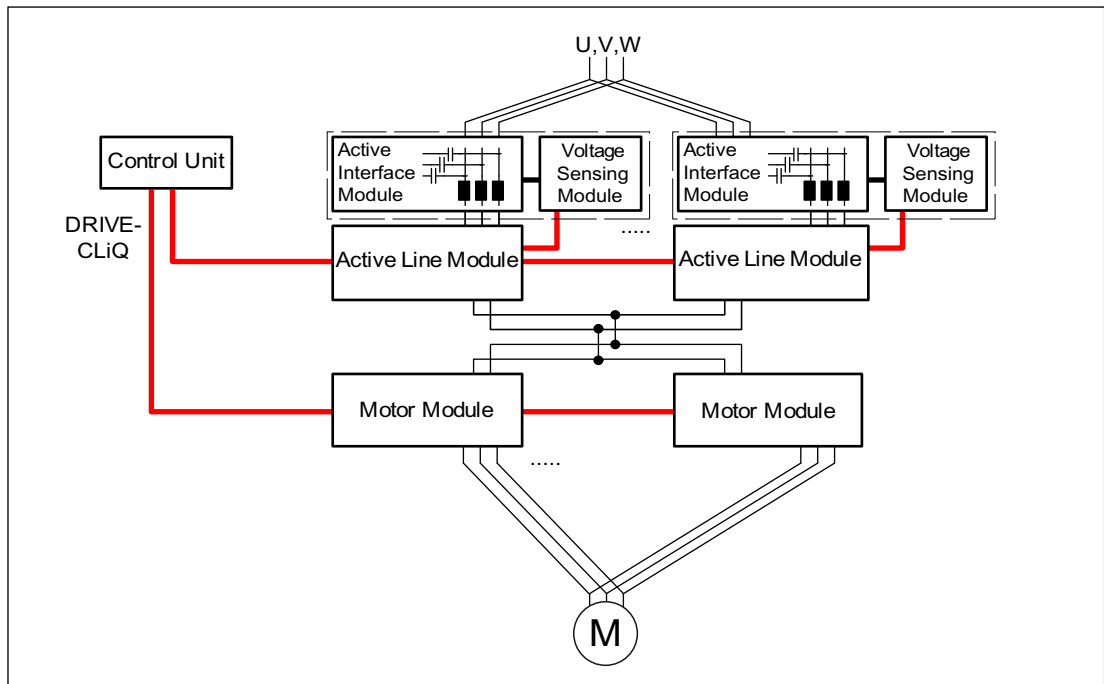 U,V,W
Control Unit
DRIVE-
CLiQ
Active
Interface
Module
Voltage
Sensing
Module
Active
Interface
Module
Voltage
Sensing
Module
.....
Active Line Module
Active Line Module
Motor Module
Motor Module
.....
M